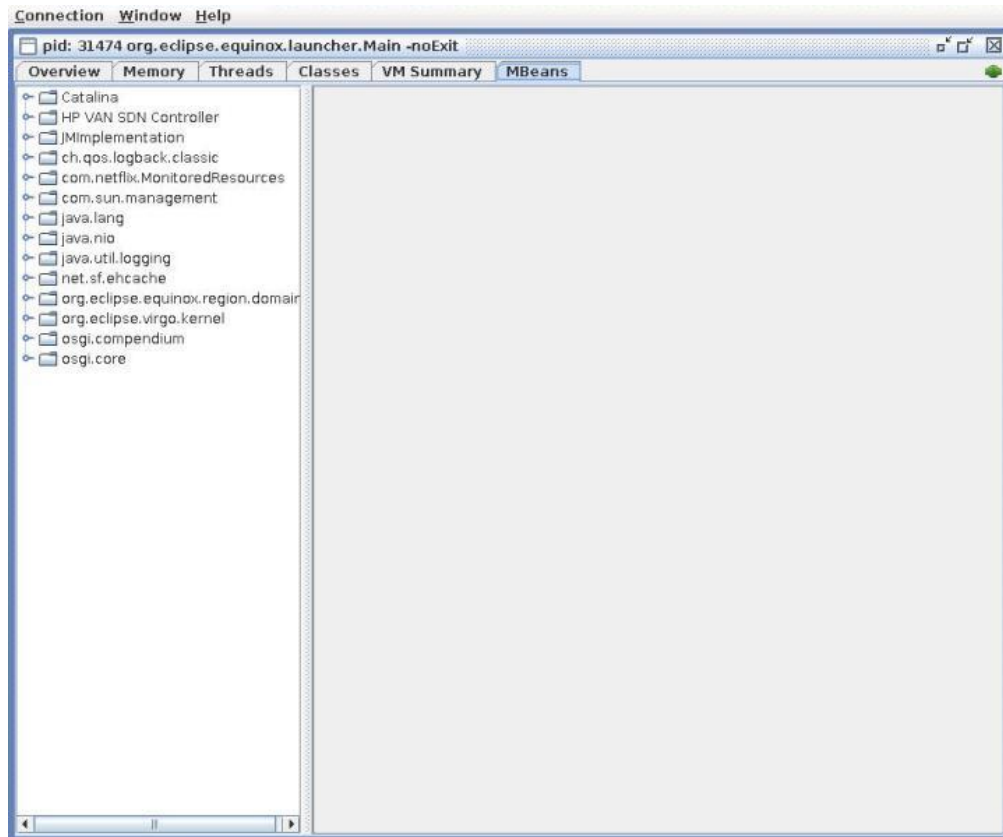 Connection Window Help
pid: 31474 org.eclipse.equinox.launcher.Main -noExit
Overview Memory Threads Classes VM Summary MBeans
Catalina
HP VAN SDN Controller
JMImplementation
ch.qos.logback.classic
com.netflix.MonitoredResources
com.sun.management
java.lang
java.nio
java.util.logging
net.sf.ehcache
org.eclipse.equinox.region.domain
org.eclipse.virgo.kernel
osgi.compendium
osgi.core